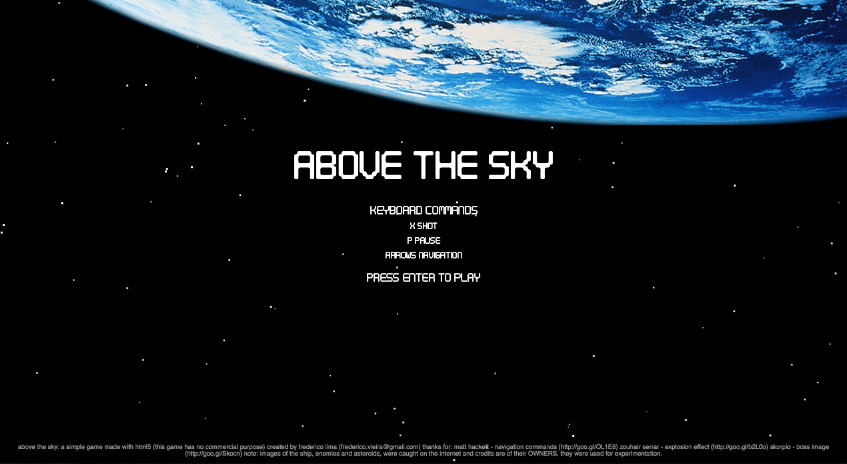 ABOVE THE SKY
KEYBOARD COMMANDS
X SHOT
P PAUSE
ARROWS NAVIGATION
PRESS ENTER TO PLAY
above the sky: a simple game made with html5 (this game has no commercial purpose) created by frederico lima (frederico.vieira@gmail.com) thanks for: matt hackett - navigation commands (http://goo.gl/OL1E8) zouhair serrar - explosion effect (http://goo.gl/b2L0o) skorpio - boss image
(http://goo.gl/Skocn) note: images of the ship, enemies and asteroids, were caught on the internet and credits are of their OWNERS. they were used for experimentation.